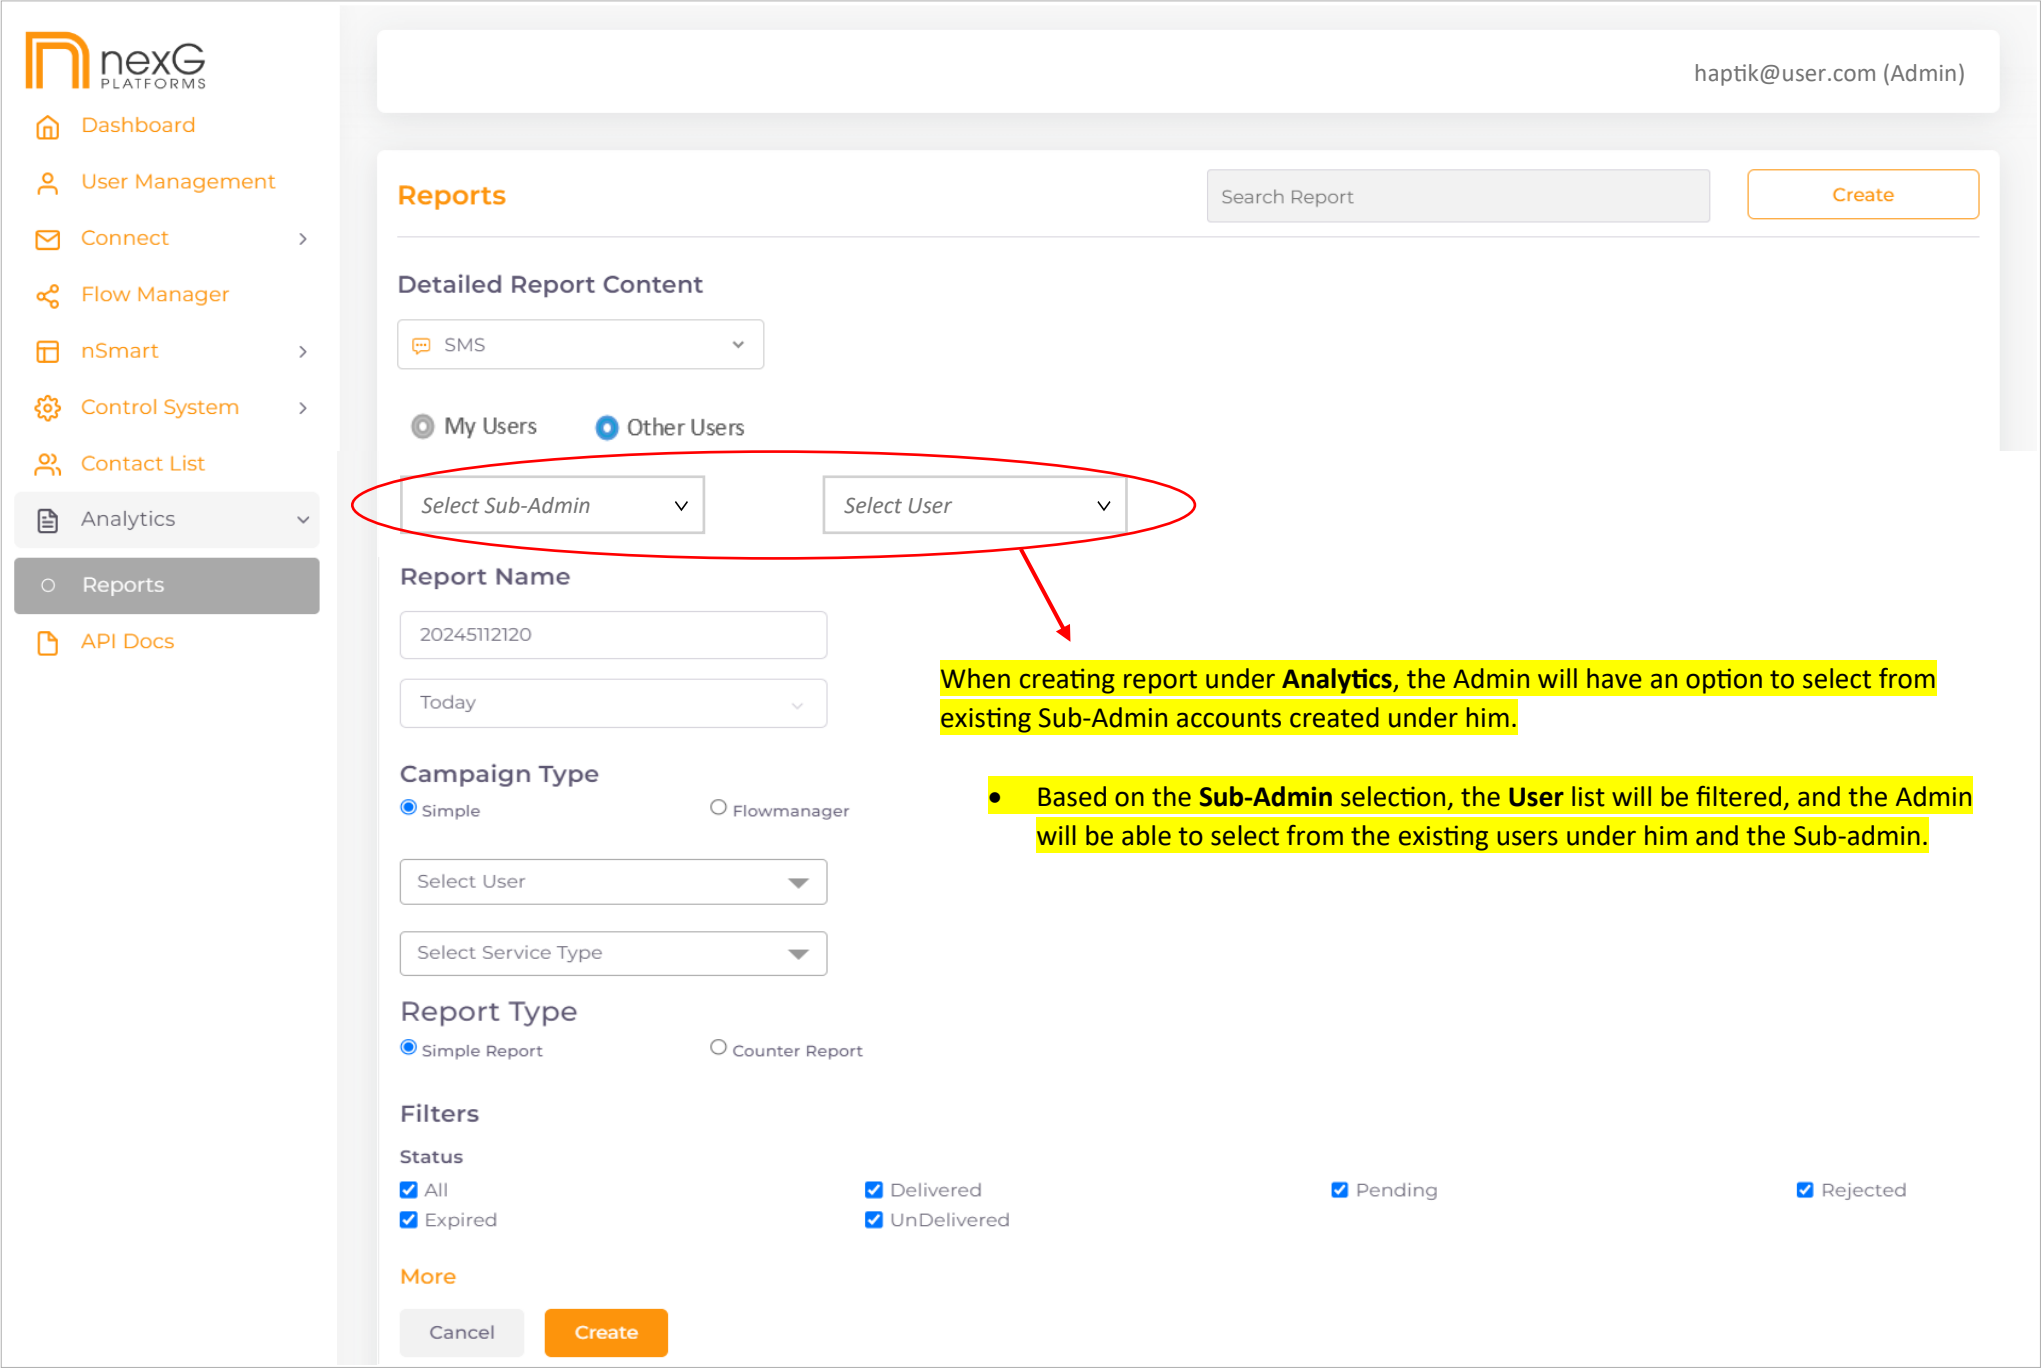 nexG
PLATFORMS
haptik@user.com (Admin)
Dashboard
User Management
Connect
Flow Manager
nSmart
Control System
Contact List
Analytics
Reports
API Docs
Reports
Search Report
Create
Detailed Report Content
SMS
My Users Other Users
Select Sub-Admin Select User
Report Name
20245112120
Today
When creating report under Analytics, the Admin will have an option to select from
existing Sub-Admin accounts created under him.
• Based on the Sub-Admin selection, the User list will be filtered, and the Admin
will be able to select from the existing users under him and the Sub-admin.
Campaign Type
Simple Flowmanager
Select User
Select Service Type
Report Type
Simple Report Counter Report
Filters
Status
All Delivered Pending Rejected
Expired UnDelivered
More
Cancel Create